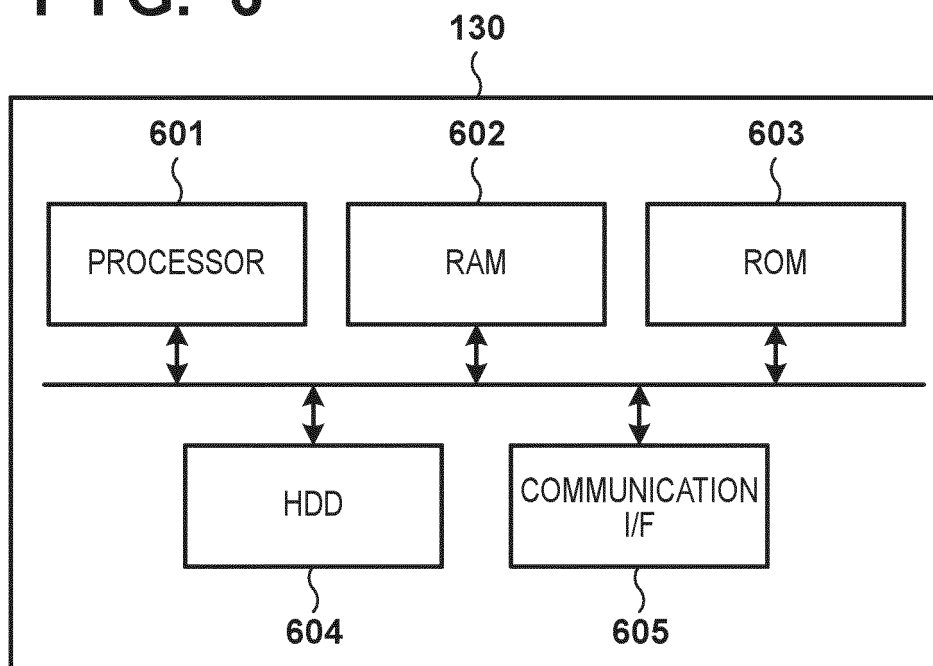 FIG. 6
130
601
602
603
PROCESSOR
RAM
ROM
HDD
COMMUNICATION
I/F
604
605